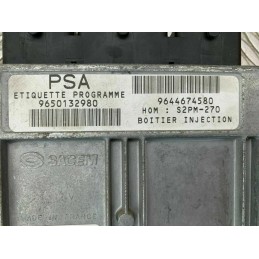 PSA
ETIQUETTE PROGRAMME
9650132980
9644674580
HOM : S2PM-270
BOITIER INJECTION
SAGEM
MADE IN FRANCE